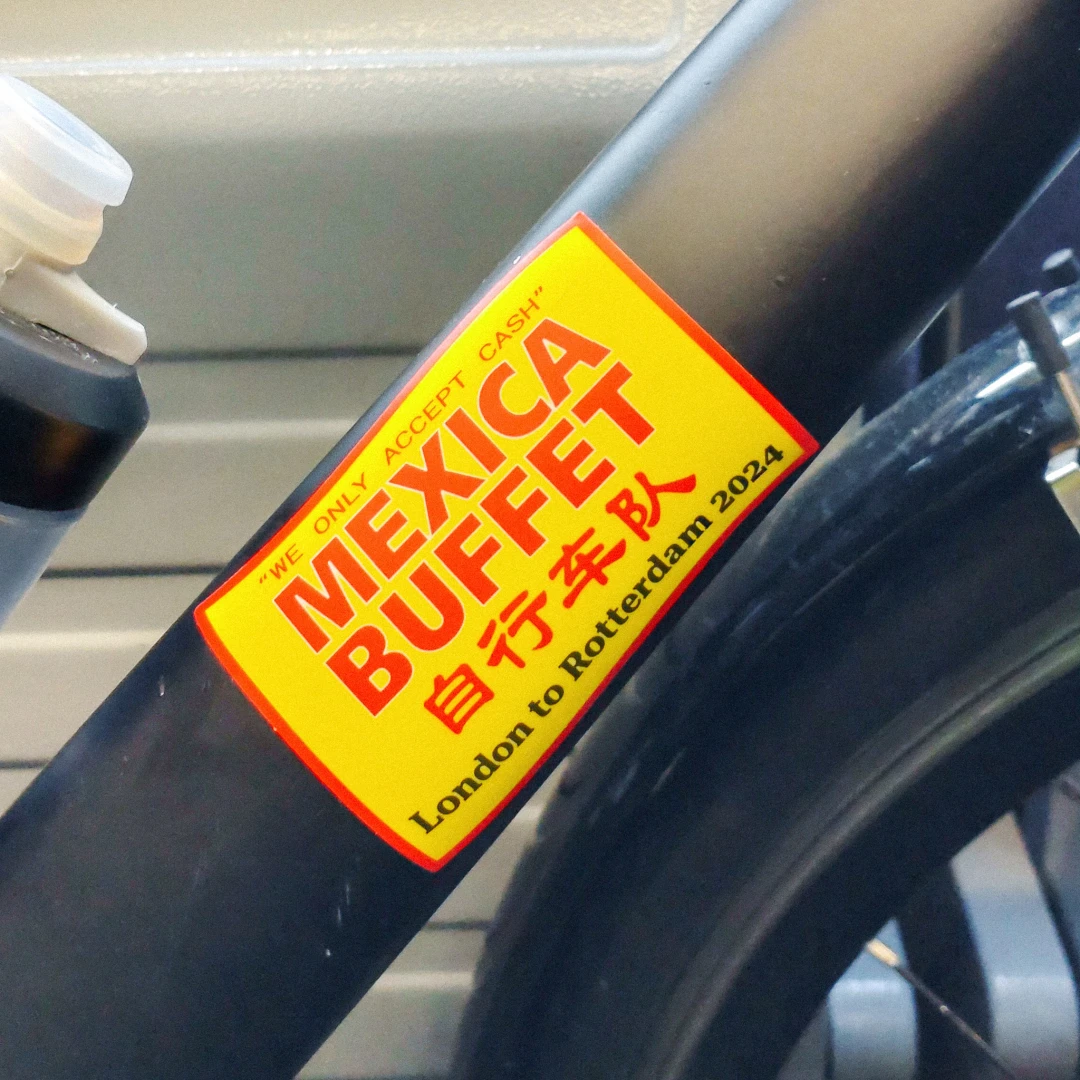 "WE ONLY ACCEPT CASH"
MEXICA
BUFFET
自行车队
London to Rotterdam 2024